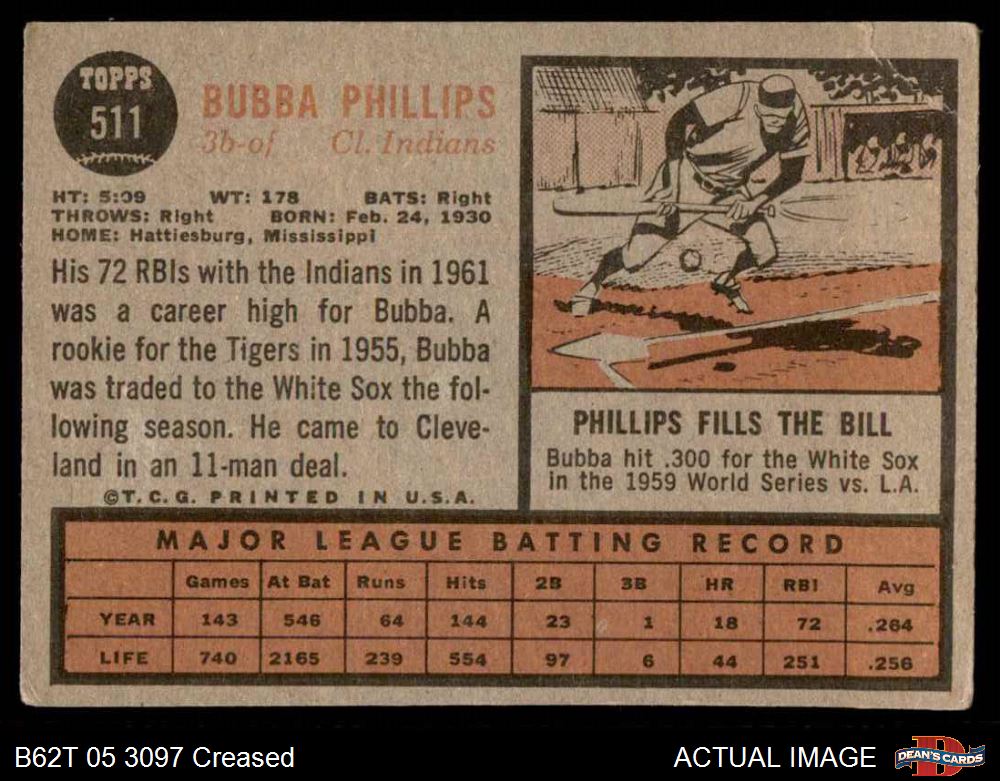 TOPPS
511
BUBBA PHILLIPS
3b-of Cl. Indians
HT: 5:09 WT: 178 BATS: Right
THROWS: Right BORN: Feb. 24, 1930
HOME: Hattiesburg, Mississippi
His 72 RBIs with the Indians in 1961
was a career high for Bubba. A
rookie for the Tigers in 1955, Bubba
was traded to the White Sox the fol-
lowing season. He came to Cleve-
land in an 11-man deal.
©T.C.G. PRINTED IN U.S.A.
PHILLIPS FILLS THE BILL
Bubba hit .300 for the White Sox
in the 1959 World Series vs. L.A.
MAJOR LEAGUE BATTING RECORD
Games At Bat Runs Hits 2B 3B HR RBI Avg
YEAR 143 546 64 144 23 1 18 72 .264
LIFE 740 2165 239 554 97 6 44 251 .256
B62T 05 3097 Creased
ACTUAL IMAGE
D
DEAN'S CARDS